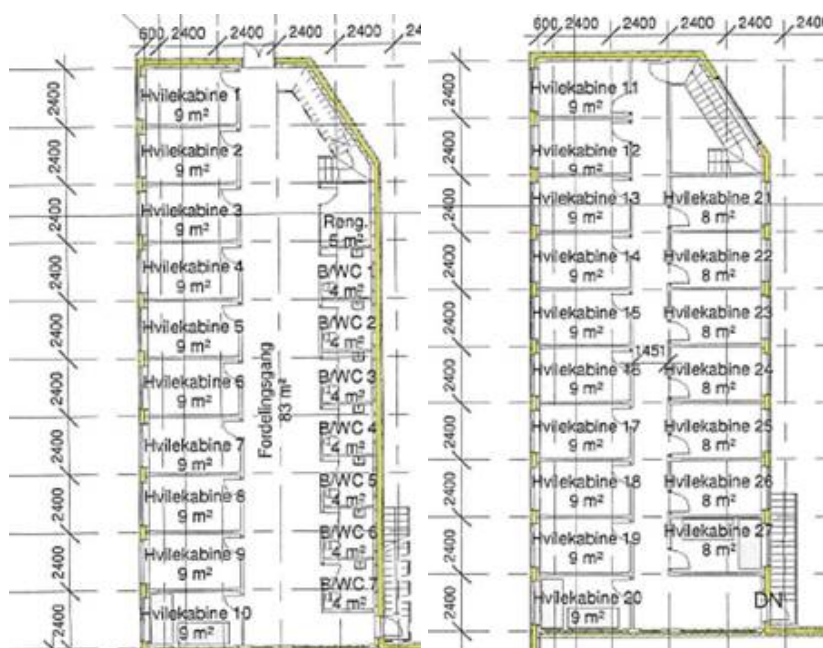 600 2400 2400 2400 2400 2400
2400
2400
2400
2400
2400
2400
2400
2400
2400
2400
Hvilekabine 1
9 m²
Hvilekabine 2
9 m²
Hvilekabine 3
9 m²
Hvilekabine 4
9 m²
Hvilekabine 5
9 m²
Hvilekabine 6
9 m²
Hvilekabine 7
9 m²
Hvilekabine 8
9 m²
Hvilekabine 9
9 m²
Hvilekabine 10
9 m²
Fordelingsgang
83 m²
Reng.
5 m²
B/WC 1
4 m²
B/WC 2
4 m²
B/WC 3
4 m²
B/WC 4
4 m²
B/WC 5
4 m²
B/WC 6
4 m²
B/WC 7
4 m²
600 2400 2400 2400 2400 2400
2400
2400
2400
2400
2400
2400
2400
2400
2400
2400
Hvilekabine 11
9 m²
Hvilekabine 12
9 m²
Hvilekabine 13
9 m²
Hvilekabine 14
9 m²
Hvilekabine 15
9 m²
Hvilekabine 16
9 m²
Hvilekabine 17
9 m²
Hvilekabine 18
9 m²
Hvilekabine 19
9 m²
Hvilekabine 20
9 m²
1451
Hvilekabine 21
8 m²
Hvilekabine 22
8 m²
Hvilekabine 23
8 m²
Hvilekabine 24
8 m²
Hvilekabine 25
8 m²
Hvilekabine 26
8 m²
Hvilekabine 27
8 m²
DN